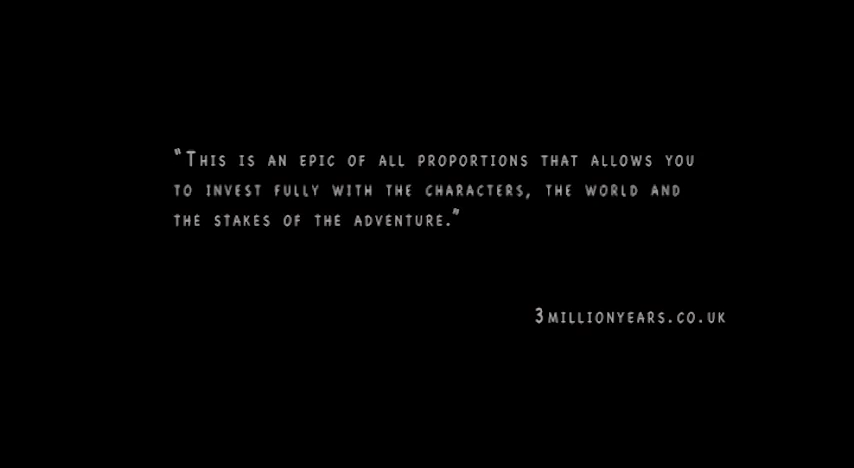 "This is an epic of all proportions that allows you
to invest fully with the characters, the world and
the stakes of the adventure."
3millionyears.co.uk